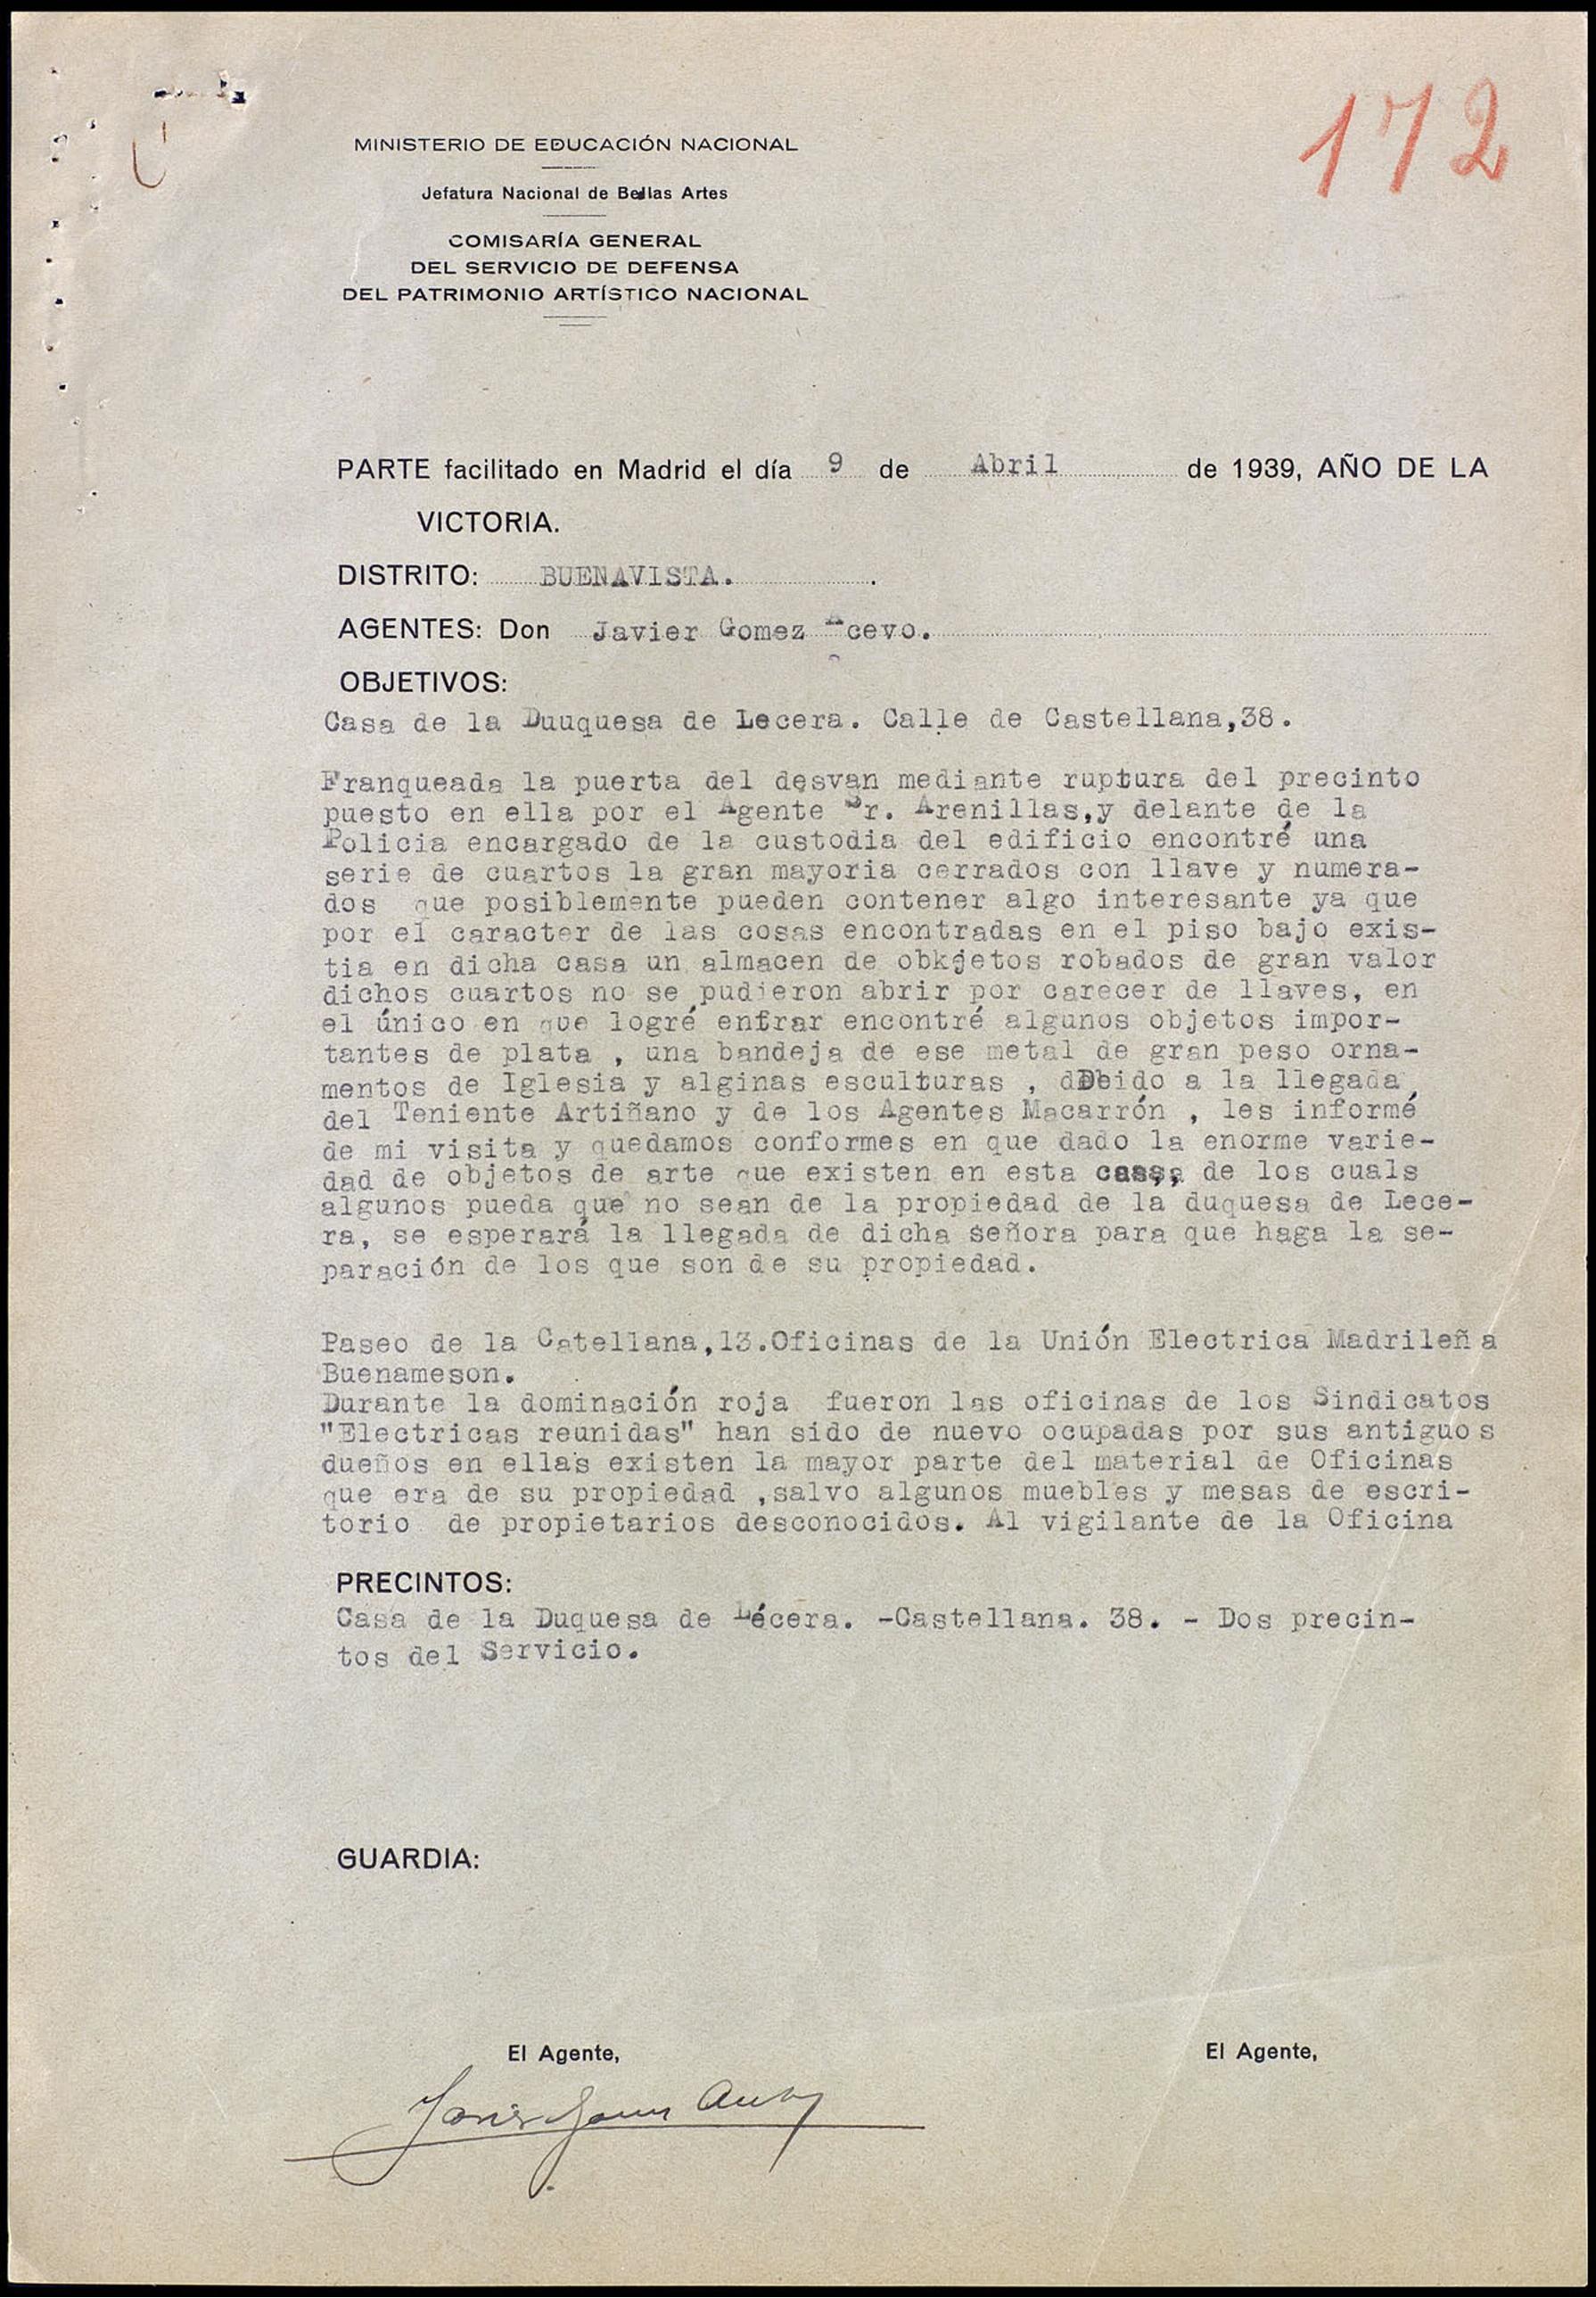 172
MINISTERIO DE EDUCACIÓN NACIONAL
Jefatura Nacional de Bellas Artes
COMISARÍA GENERAL
DEL SERVICIO DE DEFENSA
DEL PATRIMONIO ARTÍSTICO NACIONAL
PARTE facilitado en Madrid el día 9 de Abril de 1939, AÑO DE LA
VICTORIA.
DISTRITO: BUENAVISTA.
AGENTES: Don Javier Gomez Acevo.
OBJETIVOS:
Casa de la Duuquesa de Lecera. Calle de Castellana,38.
Franqueada la puerta del desvan mediante ruptura del precinto
puesto en ella por el Agente Sr. Arenillas,y delante de la
Policia encargado de la custodia del edificio encontré una
serie de cuartos la gran mayoria cerrados con llave y numera-
dos que posiblemente pueden contener algo interesante ya que
por el caracter de las cosas encontradas en el piso bajo exis-
tia en dicha casa un almacen de obkjetos robados de gran valor
dichos cuartos no se pudieron abrir por carecer de llaves, en
el único en que logré entrar encontré algunos objetos impor-
tantes de plata , una bandeja de ese metal de gran peso orna-
mentos de Iglesia y alginas esculturas , dDbido a la llegada
del Teniente Artiñano y de los Agentes Macarrón , les informé
de mi visita y quedamos conformes en que dado la enorme varie-
dad de objetos de arte que existen en esta casa, de los cuals
algunos pueda que no sean de la propiedad de la duquesa de Lece-
ra, se esperará la llegada de dicha señora para que haga la se-
paración de los que son de su propiedad.
Paseo de la Catellana,13.Oficinas de la Unión Electrica Madrileña
Buenameson.
Durante la dominación roja fueron las oficinas de los Sindicatos
"Electricas reunidas" han sido de nuevo ocupadas por sus antiguos
dueños en ellas existen la mayor parte del material de Oficinas
que era de su propiedad ,salvo algunos muebles y mesas de escri-
torio de propietarios desconocidos. Al vigilante de la Oficina
PRECINTOS:
Casa de la Duquesa de Lécera. -Castellana. 38. - Dos precin-
tos del Servicio.
GUARDIA:
El Agente,
El Agente,
Javier Gomez